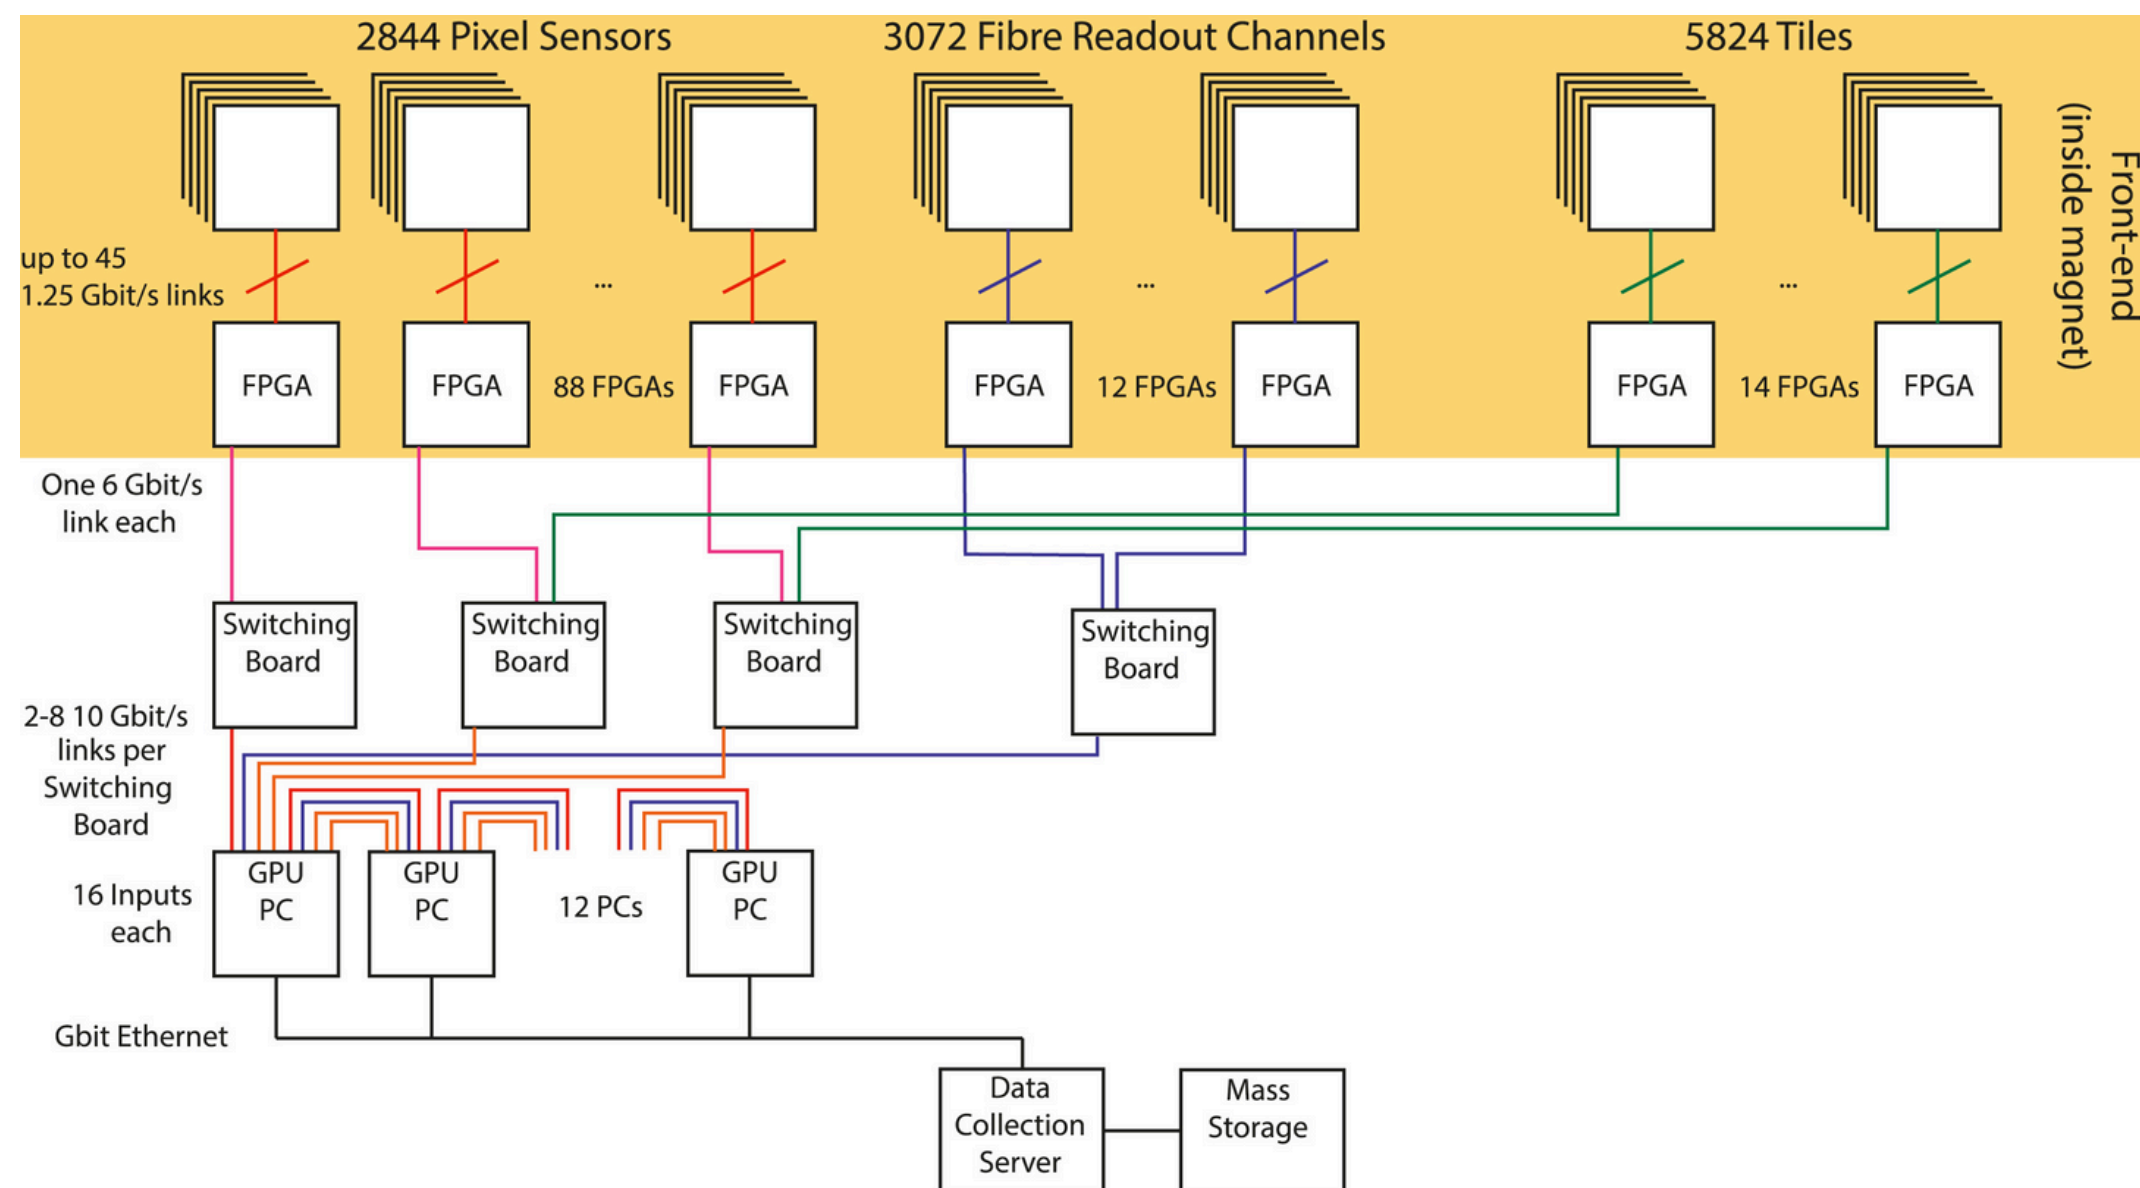 2844 Pixel Sensors
3072 Fibre Readout Channels
5824 Tiles
Front-end
(inside magnet)
up to 45
1.25 Gbit/s links
...
...
...
FPGA
FPGA
88 FPGAs
FPGA
FPGA
12 FPGAs
FPGA
FPGA
14 FPGAs
FPGA
One 6 Gbit/s
link each
Switching
Board
Switching
Board
Switching
Board
Switching
Board
2-8 10 Gbit/s
links per
Switching
Board
16 Inputs
each
GPU
PC
GPU
PC
12 PCs
GPU
PC
Gbit Ethernet
Data
Collection
Server
Mass
Storage